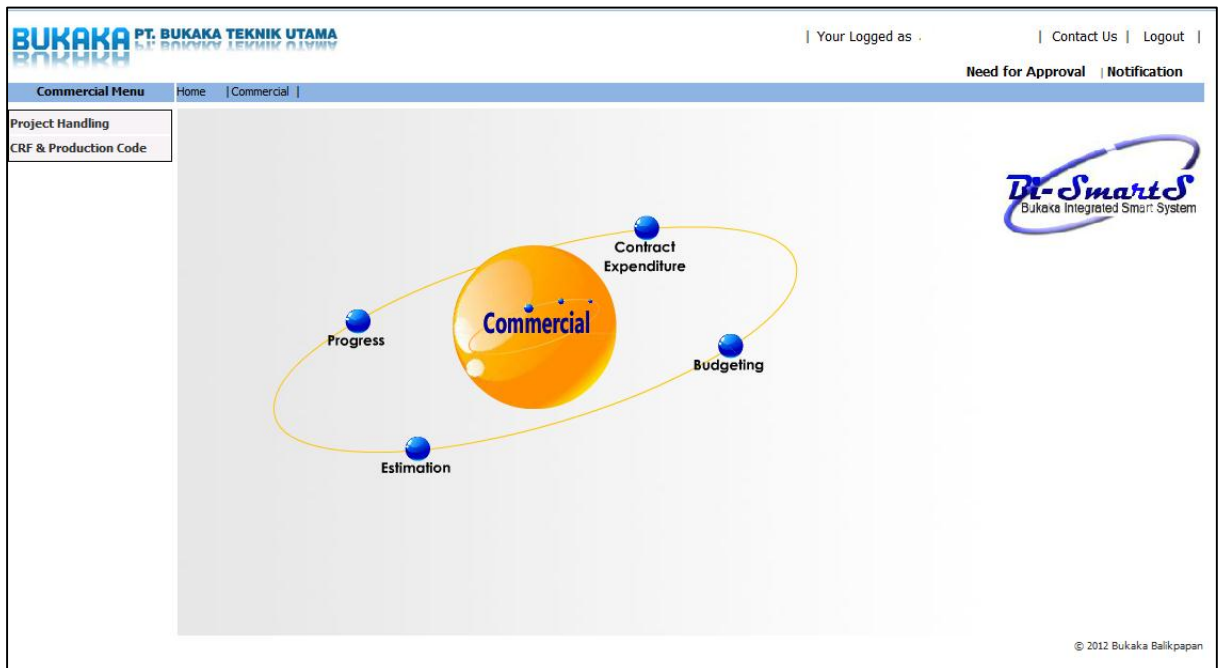 BUKAKA PT. BUKAKA TEKNIK UTAMA
| Your Logged as . | Contact Us | Logout |
Need for Approval | Notification
Commercial Menu Home | Commercial |
Project Handling
CRF & Production Code
Bi-SmartS
Bukaka Integrated Smart System
Contract
Expenditure
Commercial
Progress
Budgeting
Estimation
© 2012 Bukaka Balikpapan